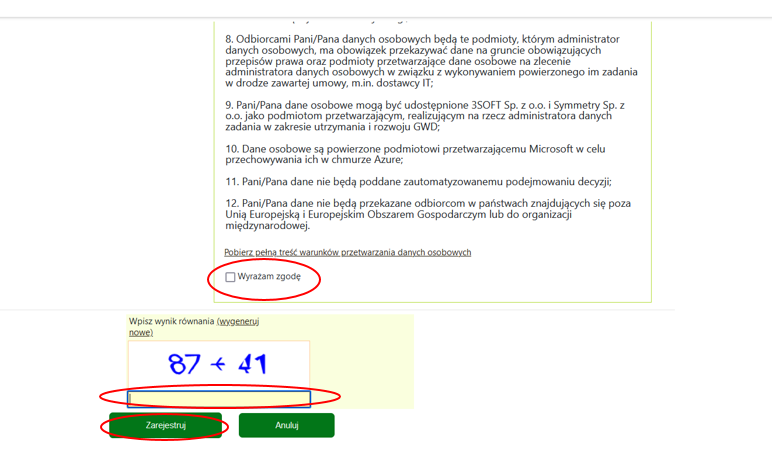 8. Odbiorcami Pani/Pana danych osobowych będą te podmioty, którym administrator
danych osobowych, ma obowiązek przekazywać dane na gruncie obowiązujących
przepisów prawa oraz podmioty przetwarzające dane osobowe na zlecenie
administratora danych osobowych w związku z wykonywaniem powierzonego im zadania
w drodze zawartej umowy, m.in. dostawcy IT;
9. Pani/Pana dane osobowe mogą być udostępnione 3SOFT Sp. z o.o. i Symmetry Sp. z
o.o. jako podmiotom przetwarzającym, realizującym na rzecz administratora danych
zadania w zakresie utrzymania i rozwoju GWD;
10. Dane osobowe są powierzone podmiotowi przetwarzającemu Microsoft w celu
przechowywania ich w chmurze Azure;
11. Pani/Pana dane nie będą poddane zautomatyzowanemu podejmowaniu decyzji;
12. Pani/Pana dane nie będą przekazane odbiorcom w państwach znajdujących się poza
Unią Europejską i Europejskim Obszarem Gospodarczym lub do organizacji
międzynarodowej.
Pobierz pełną treść warunków przetwarzania danych osobowych
Wyrażam zgodę
Wpisz wynik równania (wygeneruj
nowe)
87 + 41
Zarejestruj Anuluj